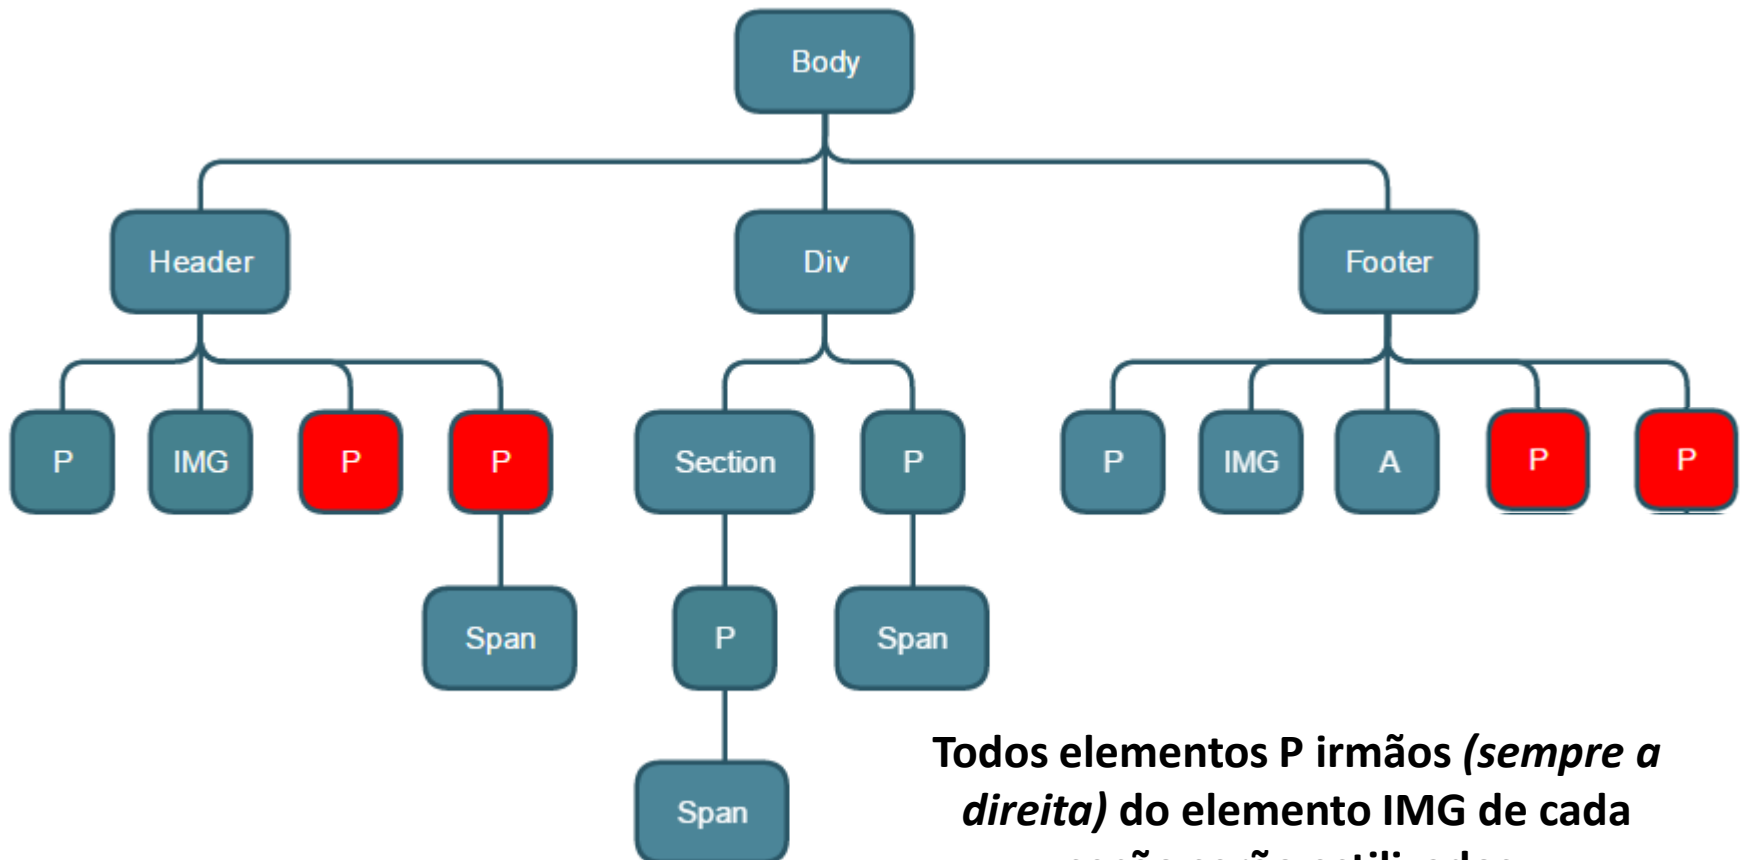 Body
Header Div Footer
P IMG P P Section P P IMG A P P
Span P Span
Span
Todos elementos P irmãos (sempre a
direita) do elemento IMG de cada